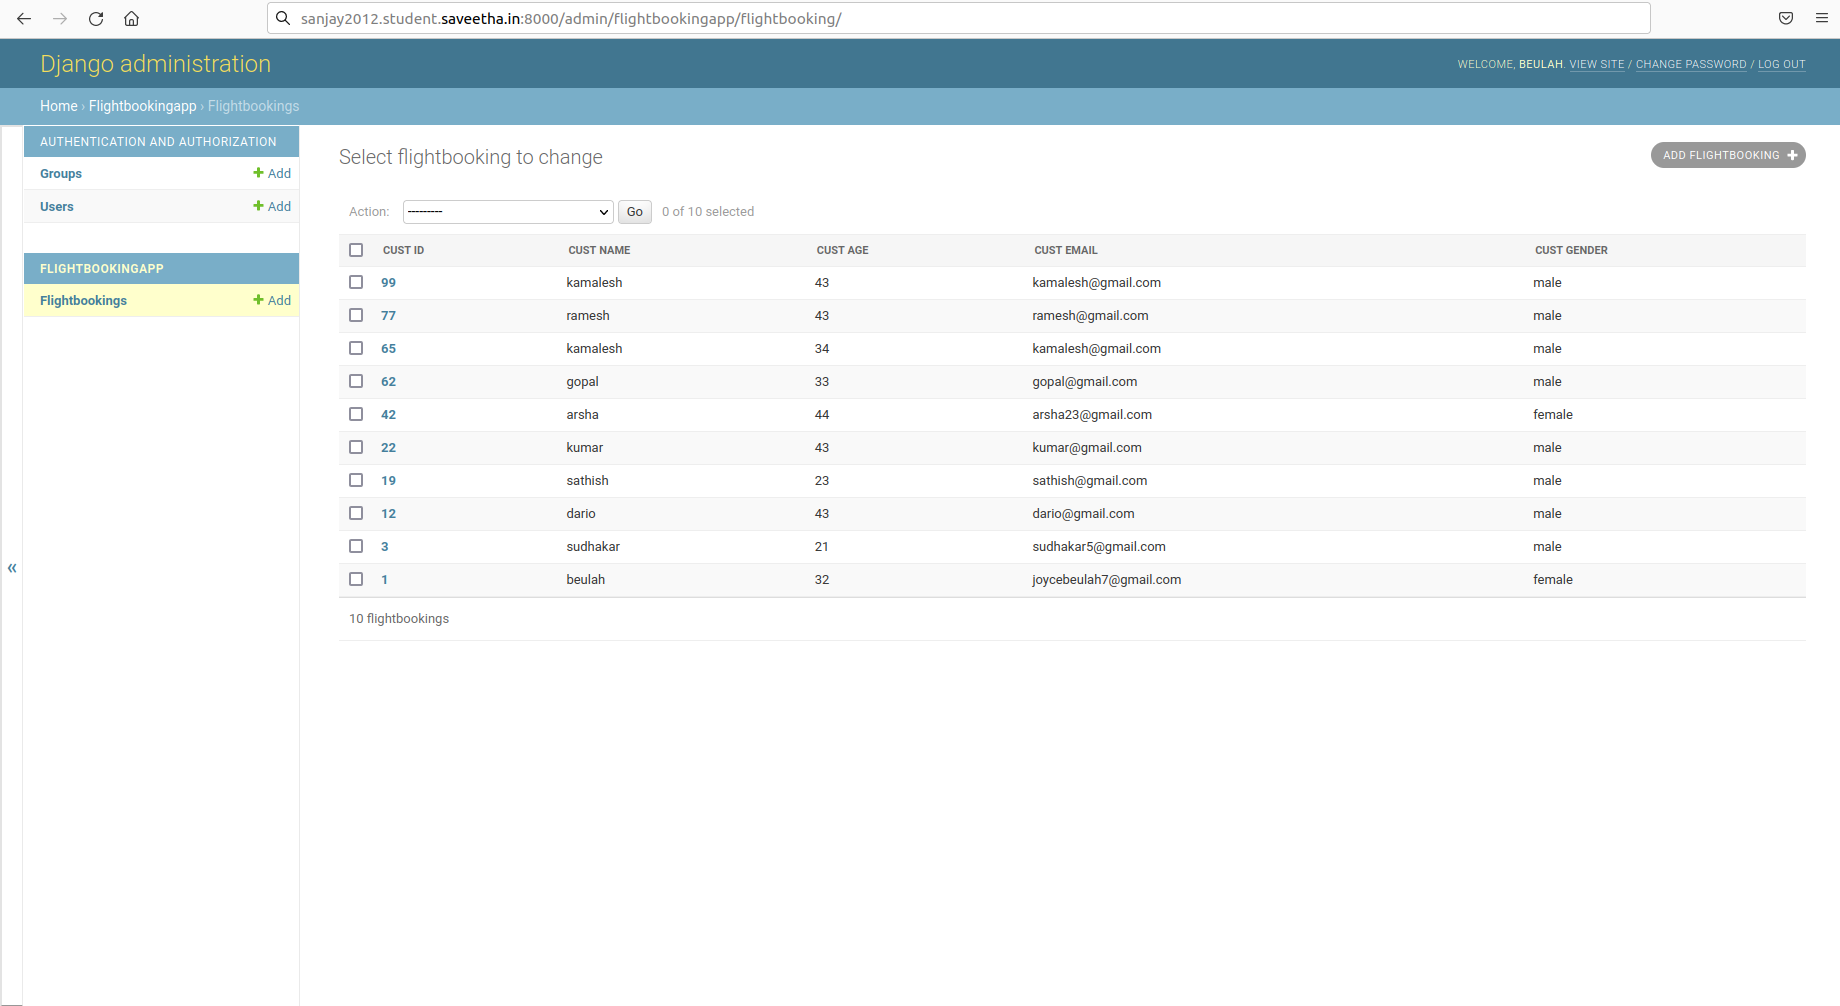 sanjay2012.student.saveetha.in:8000/admin/flightbookingapp/flightbooking/
Django administration
WELCOME, BEULAH. VIEW SITE / CHANGE PASSWORD / LOG OUT
Home › Flightbookingapp › Flightbookings
AUTHENTICATION AND AUTHORIZATION
Groups + Add
Users + Add
FLIGHTBOOKINGAPP
Flightbookings + Add
«
Select flightbooking to change
ADD FLIGHTBOOKING +
Action: --------- Go 0 of 10 selected
CUST ID CUST NAME CUST AGE CUST EMAIL CUST GENDER
99 kamalesh 43 kamalesh@gmail.com male
77 ramesh 43 ramesh@gmail.com male
65 kamalesh 34 kamalesh@gmail.com male
62 gopal 33 gopal@gmail.com male
42 arsha 44 arsha23@gmail.com female
22 kumar 43 kumar@gmail.com male
19 sathish 23 sathish@gmail.com male
12 dario 43 dario@gmail.com male
3 sudhakar 21 sudhakar5@gmail.com male
1 beulah 32 joycebeulah7@gmail.com female
10 flightbookings